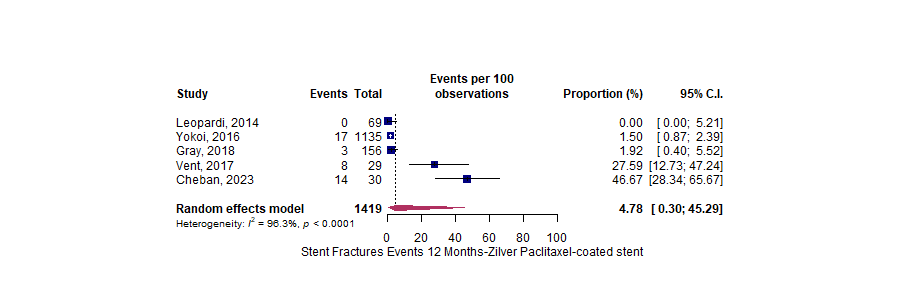 Events per 100
Study Events Total observations Proportion (%) 95% C.I.
Leopardi, 2014 0 69 0.00 [ 0.00; 5.21]
Yokoi, 2016 17 1135 1.50 [ 0.87; 2.39]
Gray, 2018 3 156 1.92 [ 0.40; 5.52]
Vent, 2017 8 29 27.59 [12.73; 47.24]
Cheban, 2023 14 30 46.67 [28.34; 65.67]
Random effects model 1419 4.78 [ 0.30; 45.29]
Heterogeneity: I² = 96.3%, p < 0.0001
0 20 40 60 80 100
Stent Fractures Events 12 Months-Zilver Paclitaxel-coated stent